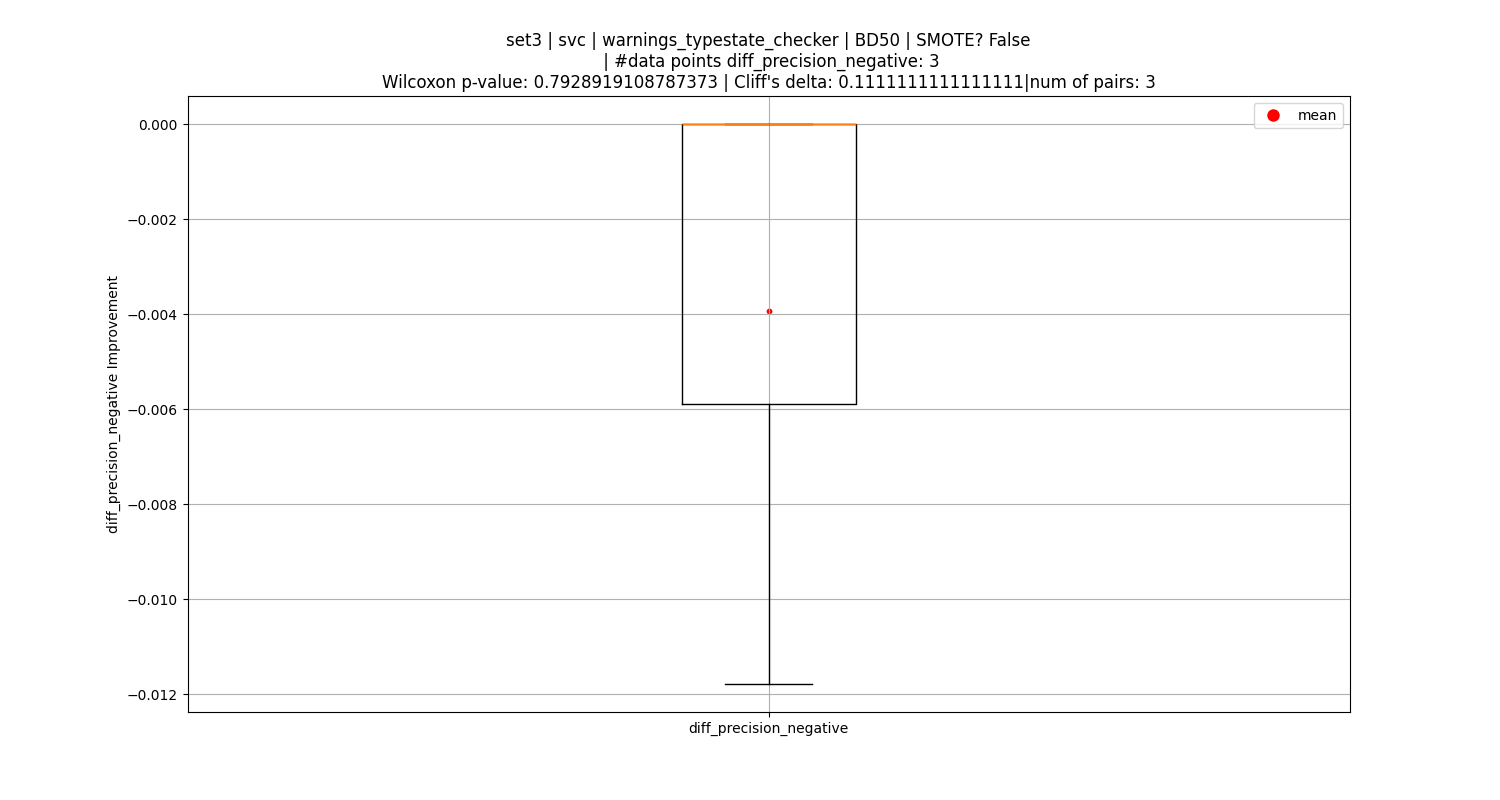 set3 | svc | warnings_typestate_checker | BD50 | SMOTE? False
| #data points diff_precision_negative: 3
Wilcoxon p-value: 0.7928919108787373 | Cliff's delta: 0.1111111111111111|num of pairs: 3
mean
0.000
−0.002
−0.004
−0.006
−0.008
−0.010
−0.012
diff_precision_negative Improvement
diff_precision_negative